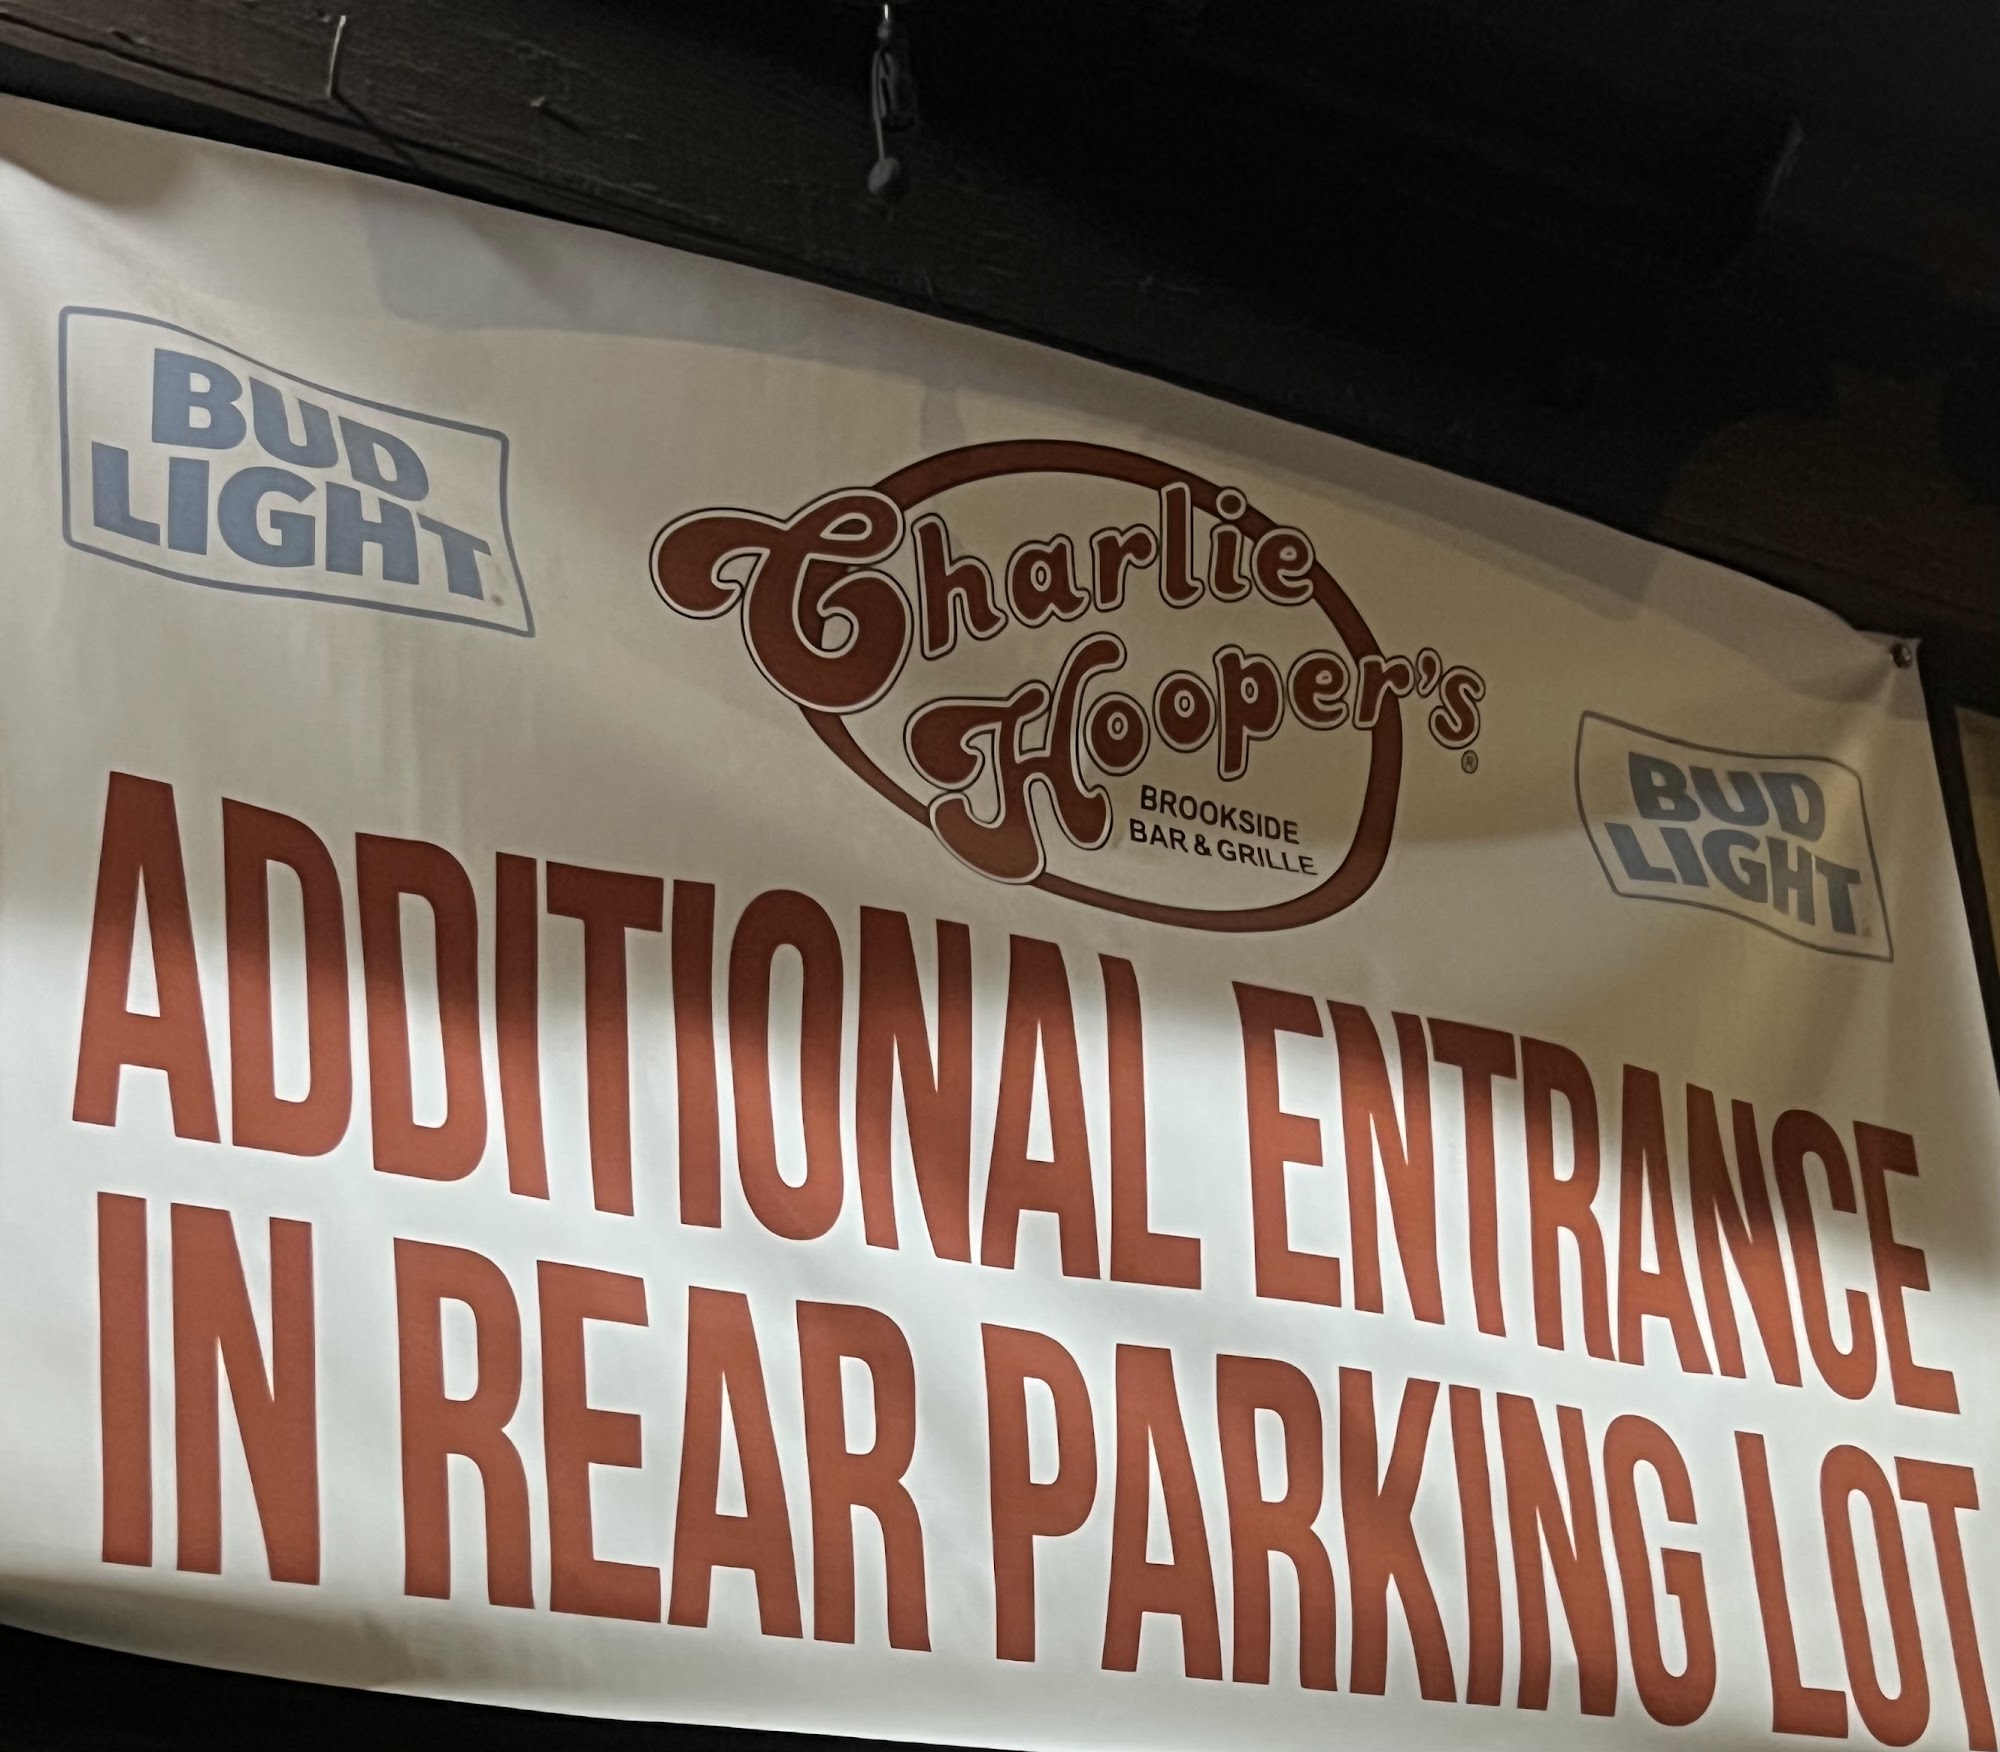 BUD
LIGHT
Charlie
Hooper's
BROOKSIDE
BAR & GRILLE
BUD
LIGHT
ADDITIONAL ENTRANCE
IN REAR PARKING LOT